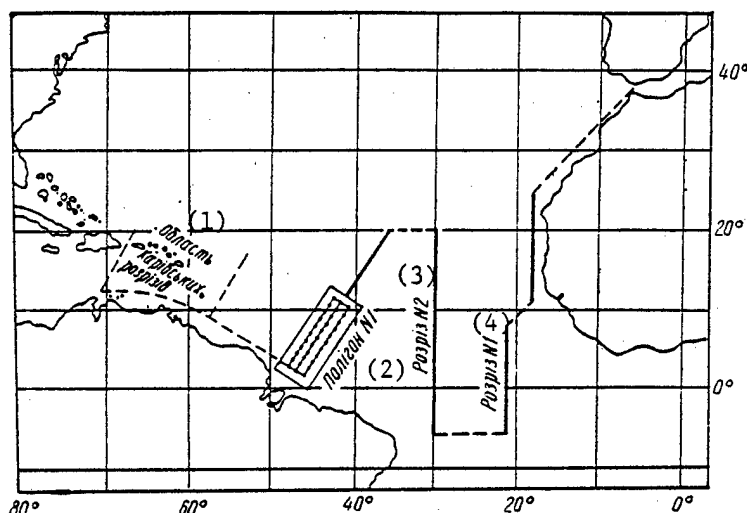 40°
(1)
Область
карібських
розрізів
20°
(3)
Розріз N2
(4)
Розріз N1
Полігон N1
(2)
0°
80°
60°
40°
20°
0°